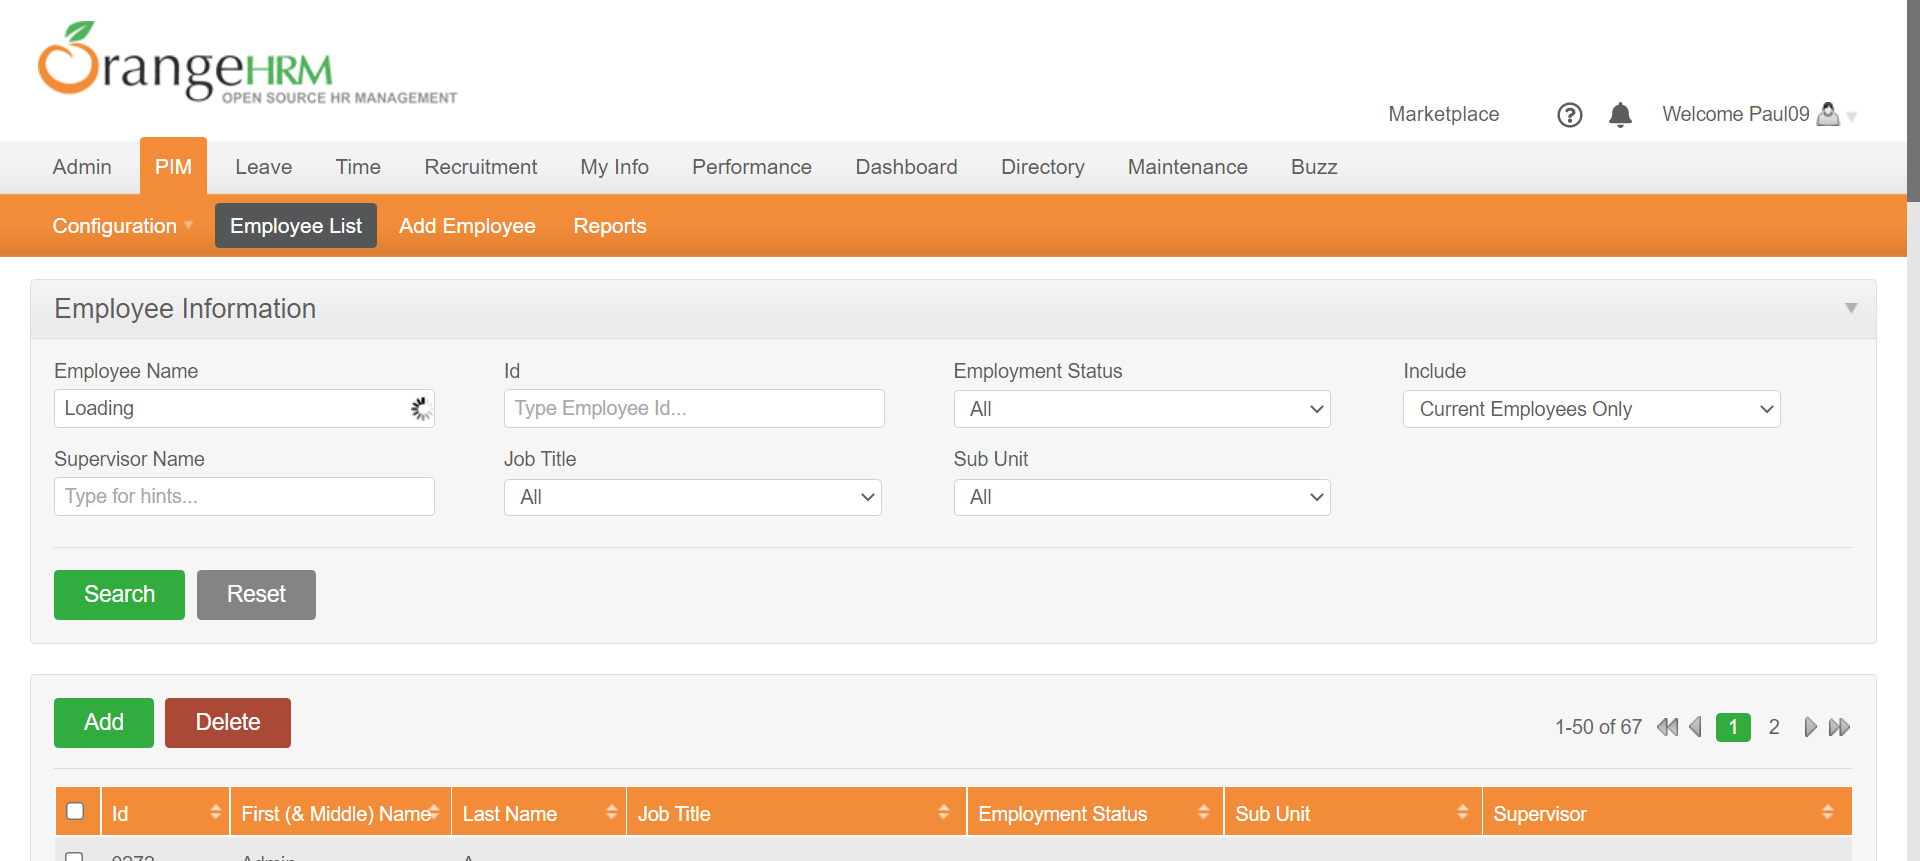 OrangeHRM
OPEN SOURCE HR MANAGEMENT
Marketplace
Welcome Paul09
Admin PIM Leave Time Recruitment My Info Performance Dashboard Directory Maintenance Buzz
Configuration Employee List Add Employee Reports
Employee Information
Employee Name Id Employment Status Include
Loading Type Employee Id... All Current Employees Only
Supervisor Name Job Title Sub Unit
Type for hints... All All
Search Reset
Add Delete 1-50 of 67 1 2
Id First (& Middle) Name Last Name Job Title Employment Status Sub Unit Supervisor